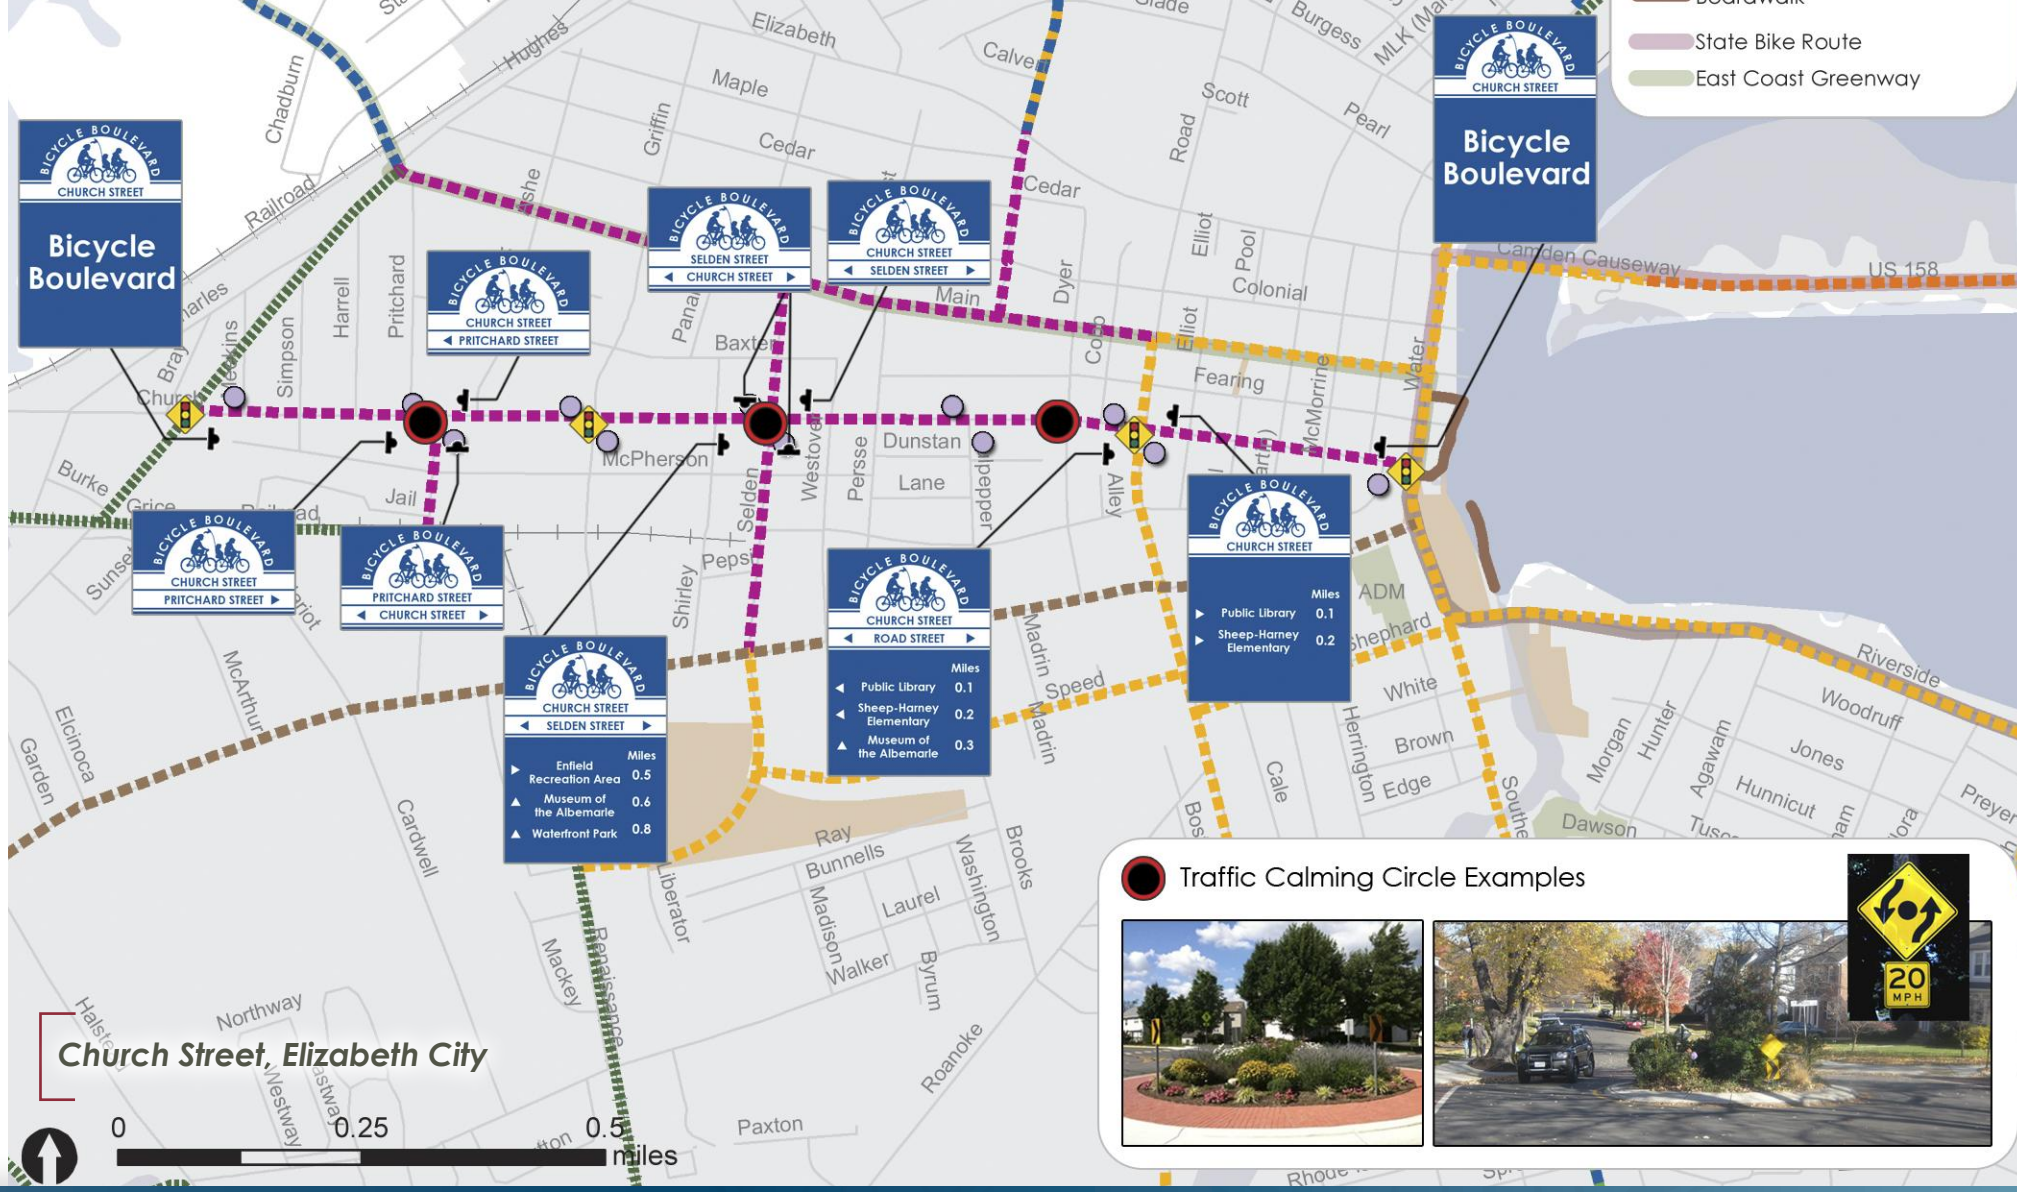 Elizabeth
Calver
Burgess
Hughes
Maple
Scott
Pearl
Chadburn
Griffin
Cedar
Road
Cedar
Railroad
Boardwalk
State Bike Route
East Coast Greenway
BICYCLE BOULEVARD
CHURCH STREET
Bicycle
Boulevard
BICYCLE BOULEVARD
CHURCH STREET
Bicycle
Boulevard
BICYCLE BOULEVARD
SELDEN STREET
◄ CHURCH STREET ►
BICYCLE BOULEVARD
CHURCH STREET
◄ SELDEN STREET ►
BICYCLE BOULEVARD
CHURCH STREET
◄ PRITCHARD STREET
Harrell
Pritchard
Simpson
Baxter
Main
Dyer
Elliot
Pool
Colonial
Camden Causeway
US 158
Elliot
Fearing
McMorrine
Water
Church
Burke
Grice
Jail
McPherson
Selden
Westover
Persse
Dunstan
Lane
Alley
Shirley
BICYCLE BOULEVARD
CHURCH STREET
PRITCHARD STREET ►
BICYCLE BOULEVARD
PRITCHARD STREET
◄ CHURCH STREET ►
BICYCLE BOULEVARD
CHURCH STREET
◄ SELDEN STREET ►
Miles
► Enfield
Recreation Area 0.5
▲ Museum of
the Albemarle 0.6
▲ Waterfront Park 0.8
BICYCLE BOULEVARD
CHURCH STREET
◄ ROAD STREET ►
Miles
◄ Public Library 0.1
◄ Sheep-Harney
Elementary 0.2
▲ Museum of
the Albemarle 0.3
BICYCLE BOULEVARD
CHURCH STREET
Miles
► Public Library 0.1
► Sheep-Harney
Elementary 0.2
ADM
Shephard
Madrin
Speed
Madrin
White
Brown
Edge
Herrington
Cale
Riverside
Woodruff
Morgan
Hunter
Agawam
Jones
Hunnicut
Preyer
Dawson
McArthur
Elcinoca
Garden
Cardwell
Ray
Bunnells
Brooks
Washington
Laurel
Madison
Liberator
Walker
Byrum
Mackey
Renaissance
Roanoke
Northway
Westway
Paxton
Church Street, Elizabeth City
0 0.25 0.5
miles
Traffic Calming Circle Examples
20
MPH